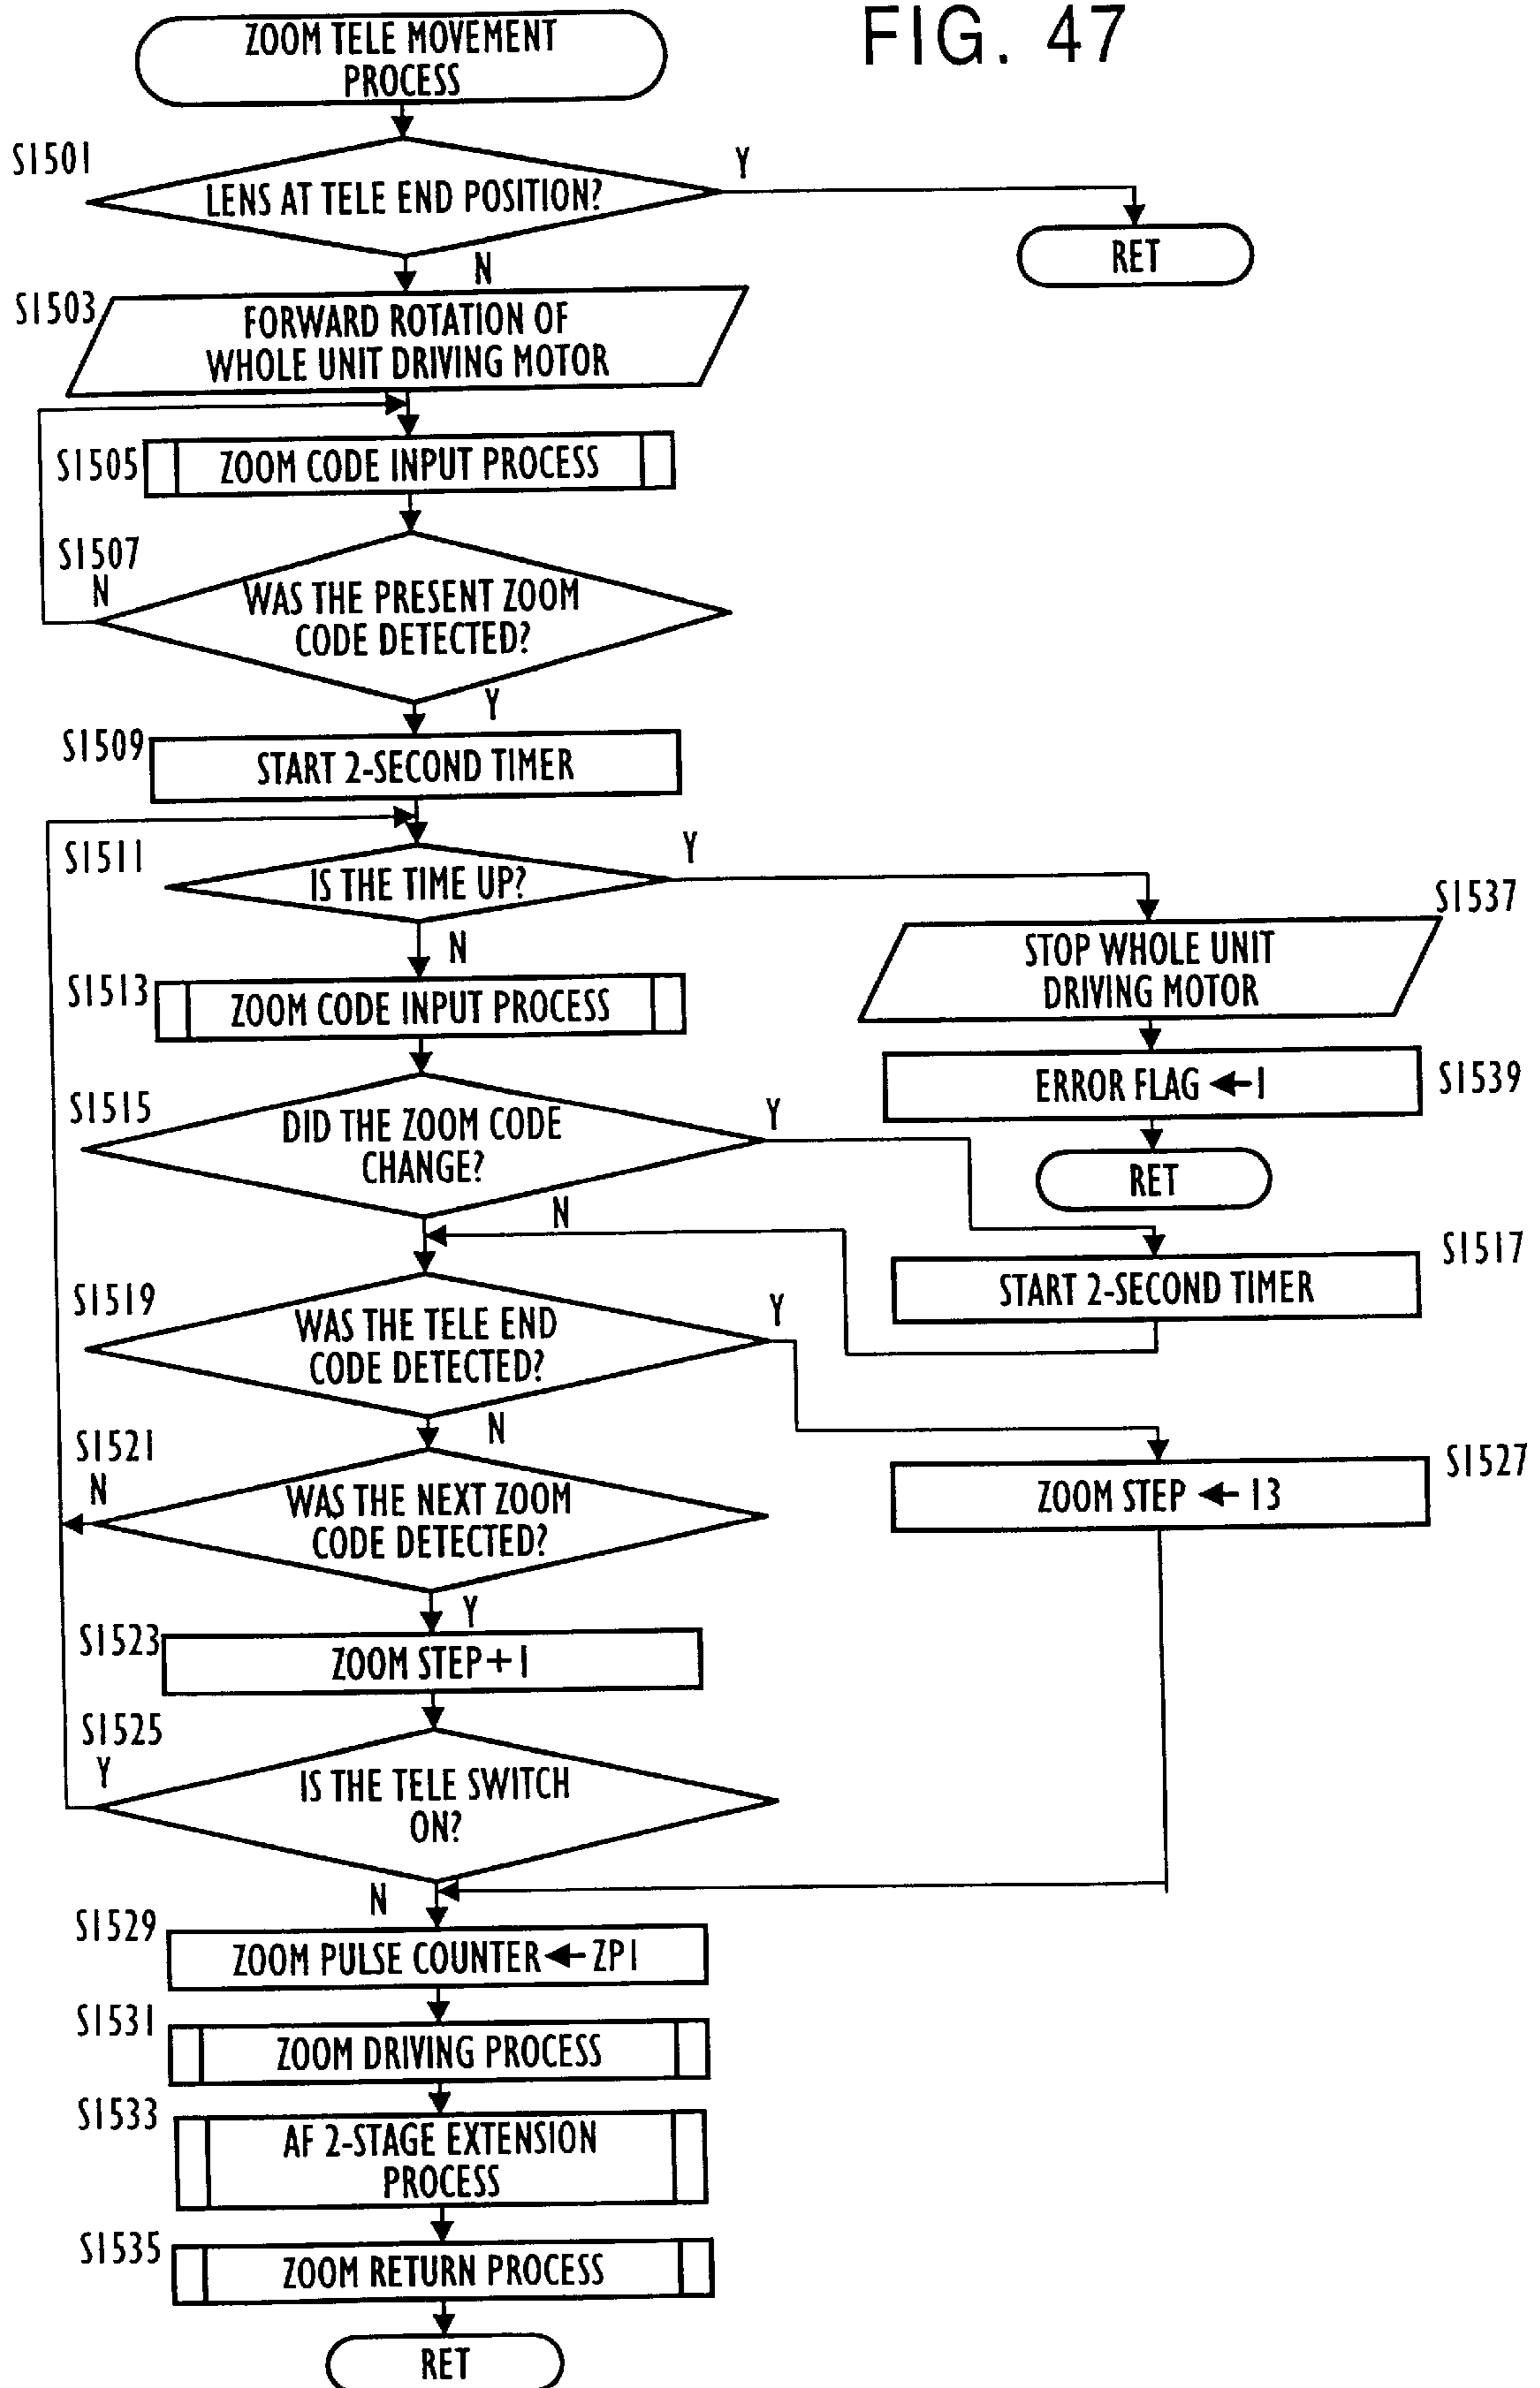 FIG. 47
ZOOM TELE MOVEMENT
PROCESS
S1501
LENS AT TELE END POSITION?
Y
RET
N
S1503
FORWARD ROTATION OF
WHOLE UNIT DRIVING MOTOR
S1505
ZOOM CODE INPUT PROCESS
S1507
N
WAS THE PRESENT ZOOM
CODE DETECTED?
Y
S1509
START 2-SECOND TIMER
S1511
IS THE TIME UP?
Y
N
S1537
STOP WHOLE UNIT
DRIVING MOTOR
S1513
ZOOM CODE INPUT PROCESS
ERROR FLAG ← 1
S1539
RET
S1515
DID THE ZOOM CODE
CHANGE?
Y
N
S1517
START 2-SECOND TIMER
S1519
WAS THE TELE END
CODE DETECTED?
Y
N
S1521
N
WAS THE NEXT ZOOM
CODE DETECTED?
Y
S1527
ZOOM STEP ← 13
S1523
ZOOM STEP+1
S1525
Y
IS THE TELE SWITCH
ON?
N
S1529
ZOOM PULSE COUNTER ← ZP1
S1531
ZOOM DRIVING PROCESS
S1533
AF 2-STAGE EXTENSION
PROCESS
S1535
ZOOM RETURN PROCESS
RET